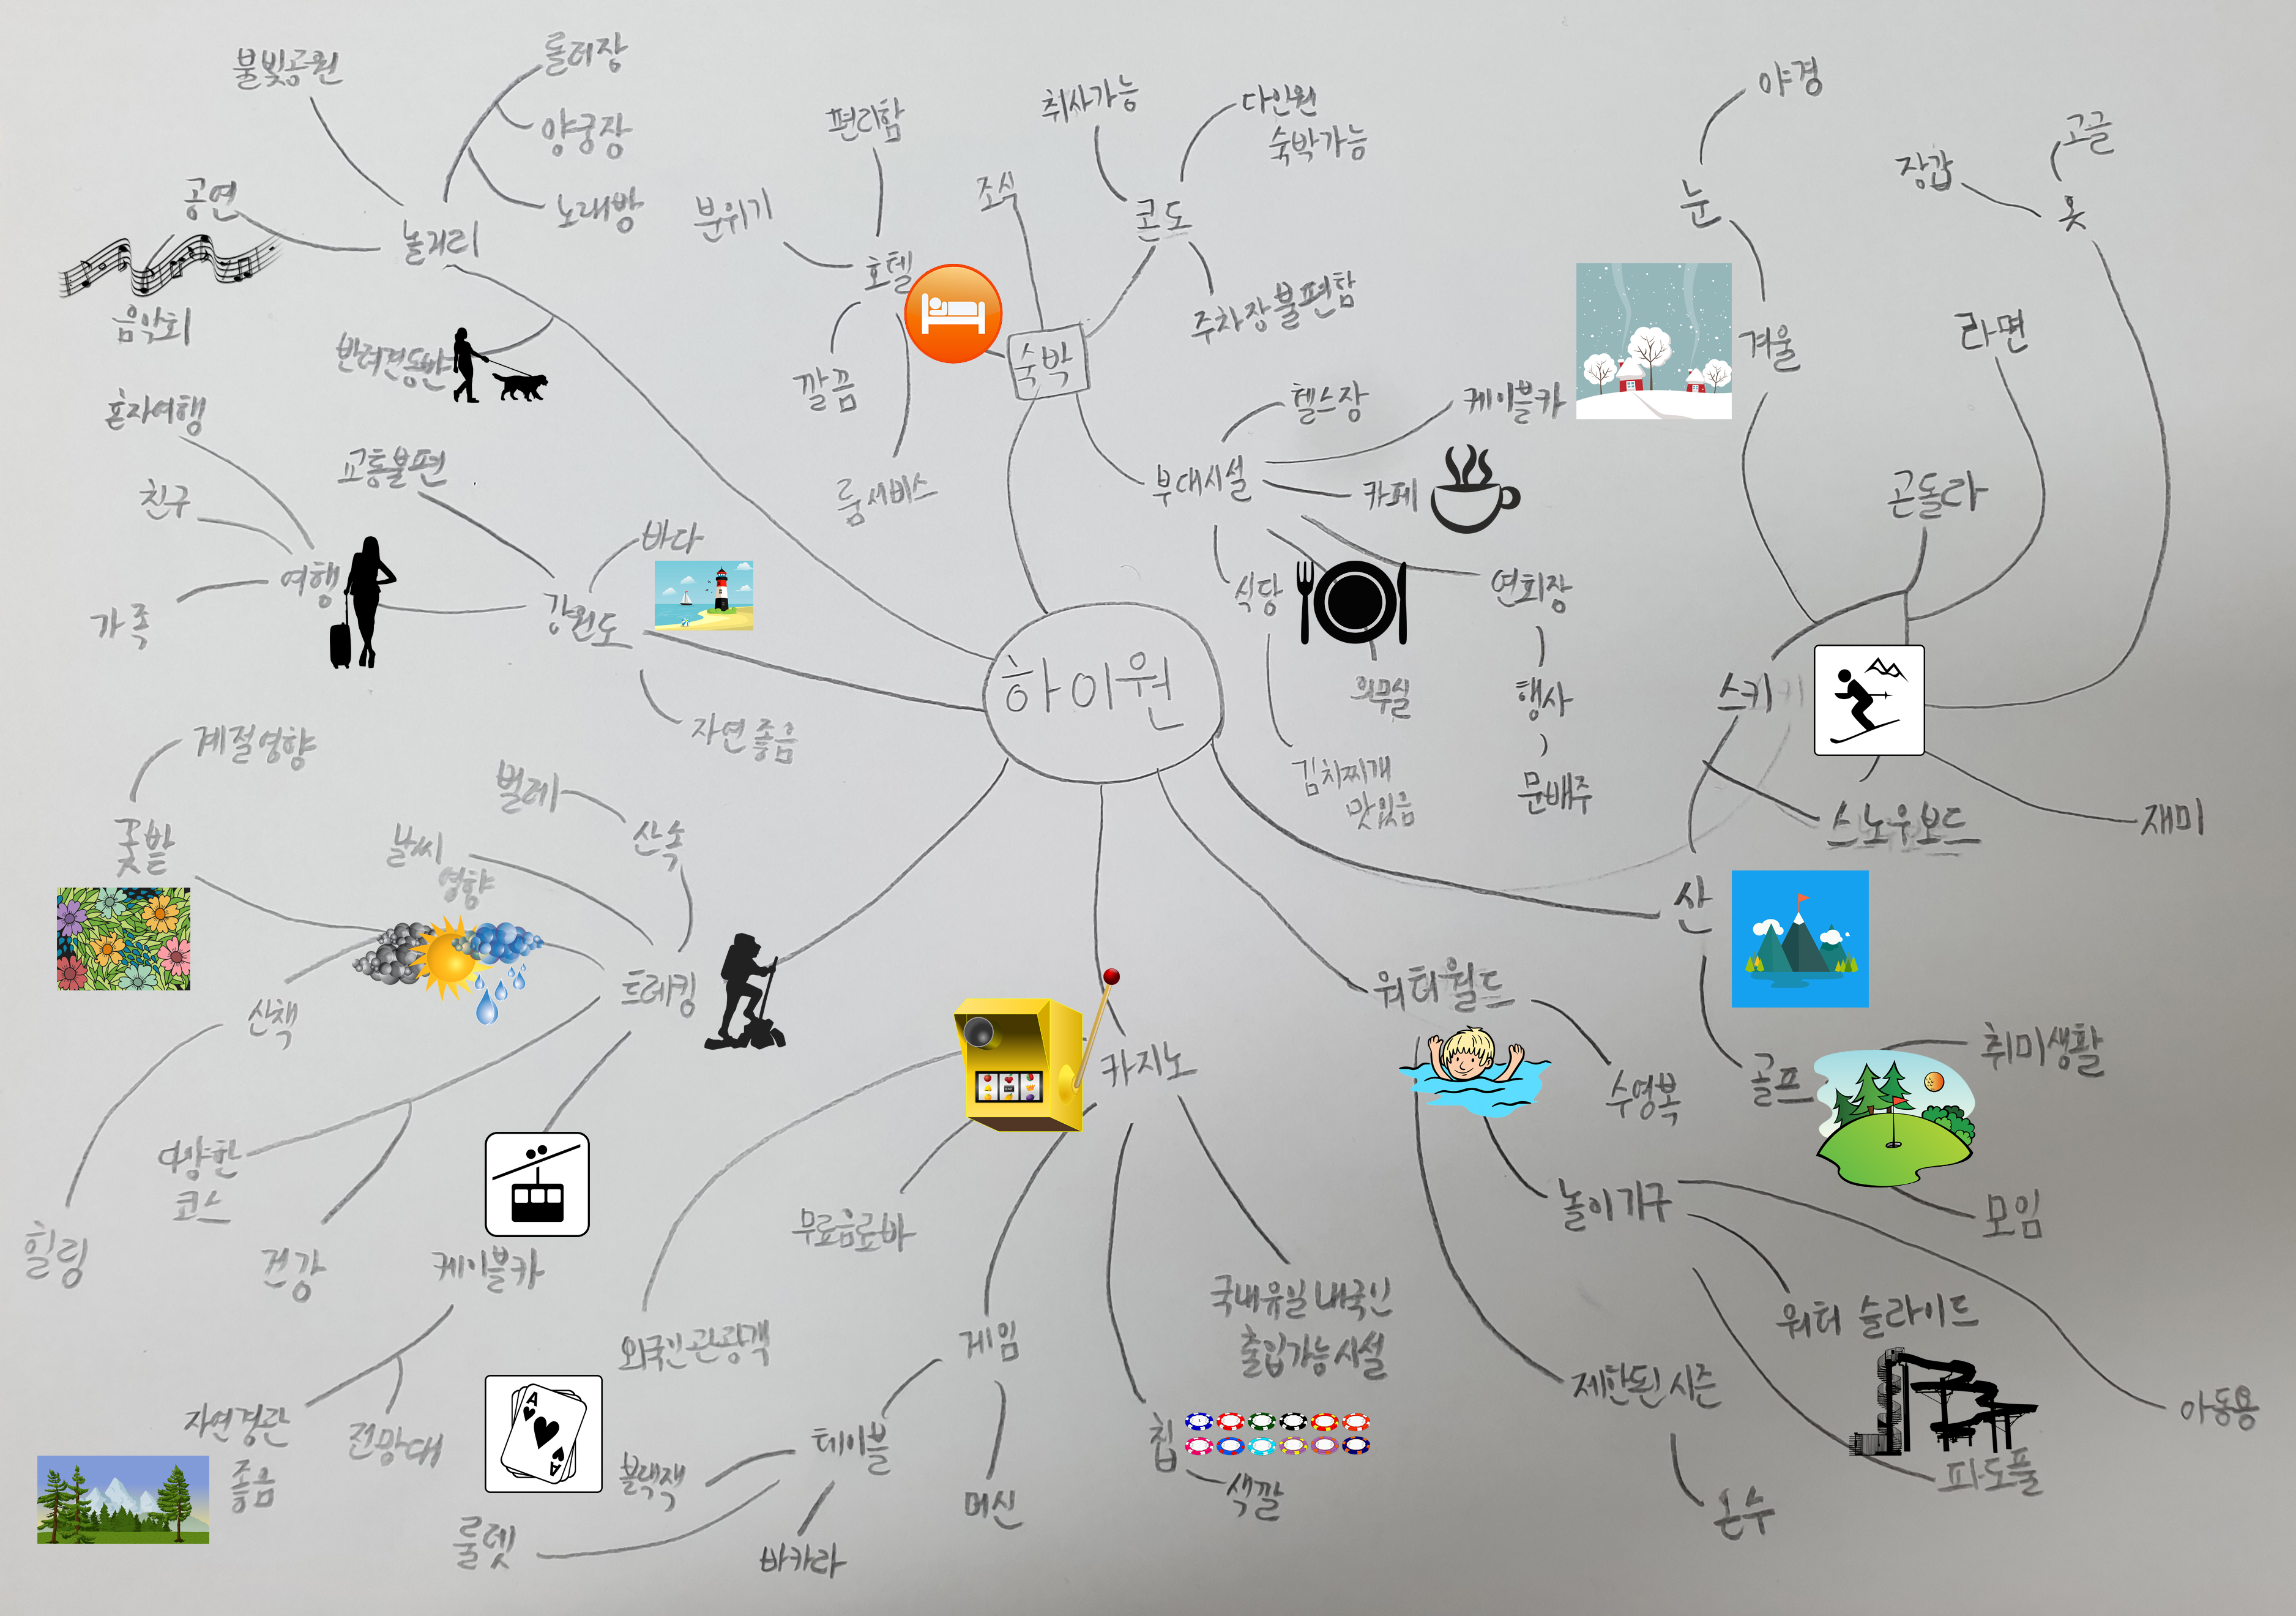 하이원
놀거리
불빛공원
롤러장
양궁장
노래방
공연
음악회
반려견동반
숙박
조식
호텔
편리함
분위기
깔끔
룸서비스
콘도
취사가능
다인원
숙박가능
주차장불편함
부대시설
헬스장
케이블카
카페
연회장
행사
문배주
의무실
식당
김치찌개
맛있음
강원도
바다
자연좋음
교통불편
여행
혼자여행
친구
가족
트레킹
산속
벌레
날씨
영향
꽃밭
계절영향
산책
힐링
다양한
코스
건강
케이블카
자연경관
좋음
전망대
카지노
외국인관광객
무료음료바
게임
테이블
블랙잭
룰렛
바카라
머신
칩
색깔
국내유일내국인
출입가능시설
워터월드
수영복
놀이기구
워터 슬라이드
파도풀
아동용
제한된시즌
온수
산
골프
취미생활
모임
스키
스노우보드
재미
곤돌라
라면
옷
장갑
고글
겨울
눈
야경